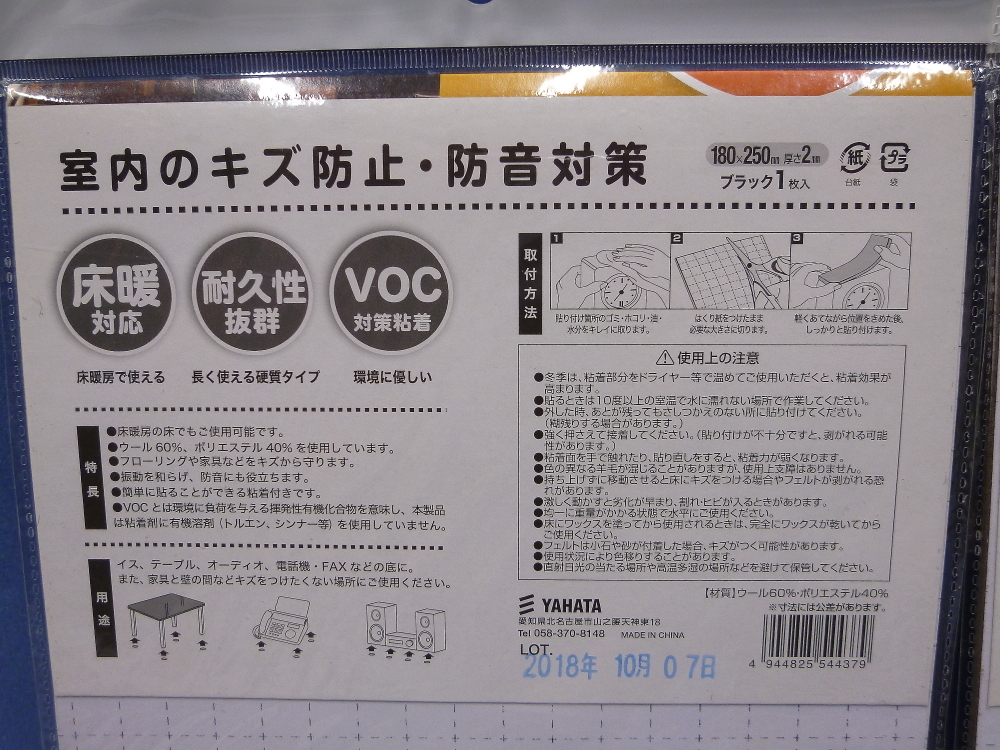 室内のキズ防止・防音対策
180×250㎜ 厚さ2㎜
ブラック1枚入
紙
台紙
プラ
袋
床暖
対応
床暖房で使える
耐久性
抜群
長く使える硬質タイプ
VOC
対策粘着
環境に優しい
特長
●床暖房の床でもご使用可能です。
●ウール60%、ポリエステル40%を使用しています。
●フローリングや家具などをキズから守ります。
●振動を和らげ、防音にも役立ちます。
●簡単に貼ることができる粘着付きです。
●VOCとは環境に負荷を与える揮発性有機化合物を意味し、本製品
は粘着剤に有機溶剤(トルエン、シンナー等)を使用していません。
用途
イス、テーブル、オーディオ、電話機・FAXなどの底に。
また、家具と壁の間などキズをつけたくない場所にご使用ください。
取付方法
1
貼り付け箇所のゴミ・ホコリ・油・
水分をキレイに取ります。
2
はくり紙をつけたまま
必要な大きさに切ります。
3
軽くあてながら位置をきめた後、
しっかりと貼り付けます。
⚠使用上の注意
●冬季は、粘着部分をドライヤー等で温めてご使用いただくと、粘着効果が
高まります。
●貼るときは10度以上の室温で水に濡れない場所で作業してください。
●外した時、あとが残ってもさしつかえのない所に貼り付けてください。
(糊残りする場合があります。)
●強く押さえて接着してください。(貼り付けが不十分ですと、剥がれる可能
性があります。)
●粘着面を手で触れたり、貼り直しをすると、粘着力が弱くなります。
●色の異なる羊毛が混じることがありますが、使用上支障はありません。
●持ち上げずに移動させると床にキズをつける場合やフェルトが剥がれる恐
れがあります。
●激しく動かすと劣化が早まり、割れ・ヒビが入るときがあります。
●均一に重量がかかる状態で水平にご使用ください。
●床にワックスを塗ってから使用されるときは、完全にワックスが乾いてから
ご使用ください。
●フェルトは小石や砂が付着した場合、キズがつく可能性があります。
●使用状況により色移りすることがあります。
●直射日光の当たる場所や高温多湿の場所などを避けて保管してください。
【材質】ウール60%・ポリエステル40%
※寸法には公差があります。
YAHATA
愛知県北名古屋市山之腰天神東18
Tel 058-370-8148 MADE IN CHINA
LOT.
2018年 10月 07日
4 944825 544379